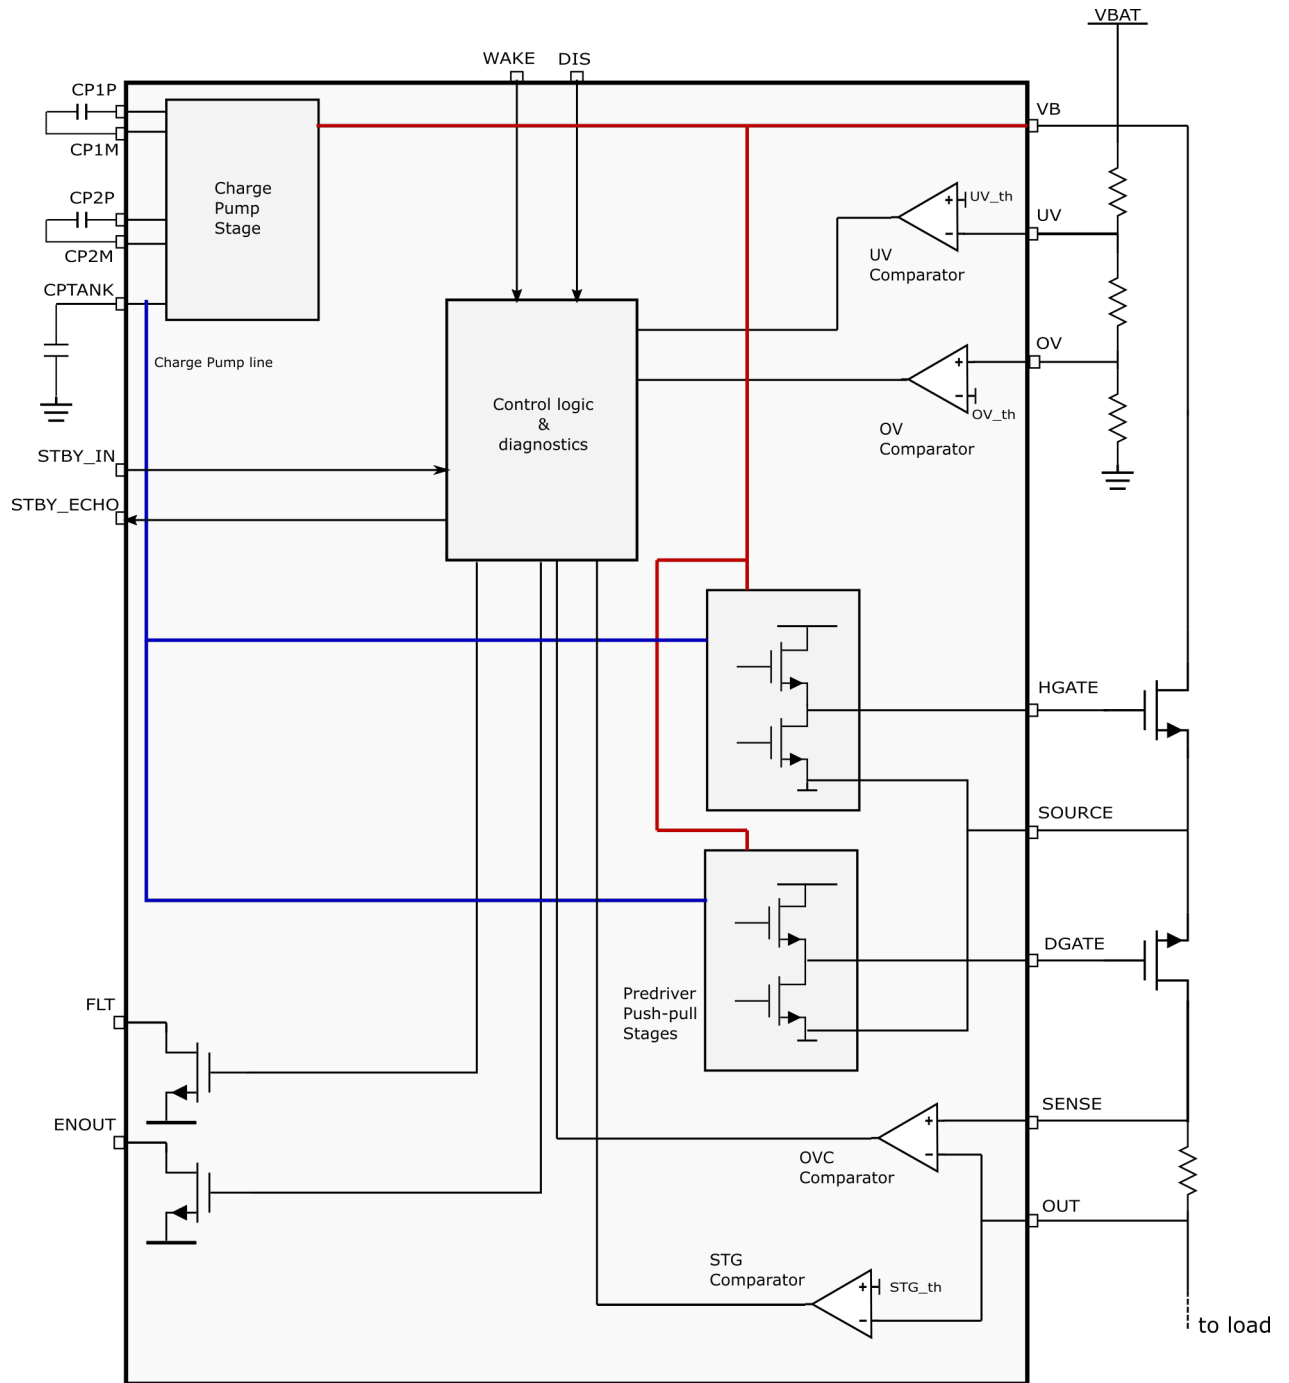 VBAT
WAKE
DIS
CP1P
VB
CP1M
Charge
Pump
Stage
CP2P
+
UV_th
UV
−
CP2M
UV
Comparator
CPTANK
OV
+
Charge Pump line
−
OV_th
Control logic
&
diagnostics
OV
Comparator
STBY_IN
STBY_ECHO
HGATE
SOURCE
DGATE
Predriver
Push-pull
Stages
FLT
SENSE
+
ENOUT
−
OVC
Comparator
OUT
STG
Comparator
+
STG_th
−
to load